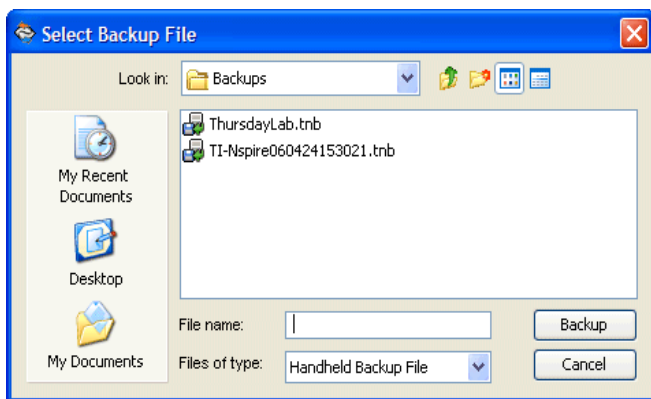 Select Backup File
Look in:
Backups
ThursdayLab.tnb
TI-Nspire060424153021.tnb
My Recent
Documents
Desktop
My Documents
File name:
Backup
Files of type:
Handheld Backup File
Cancel